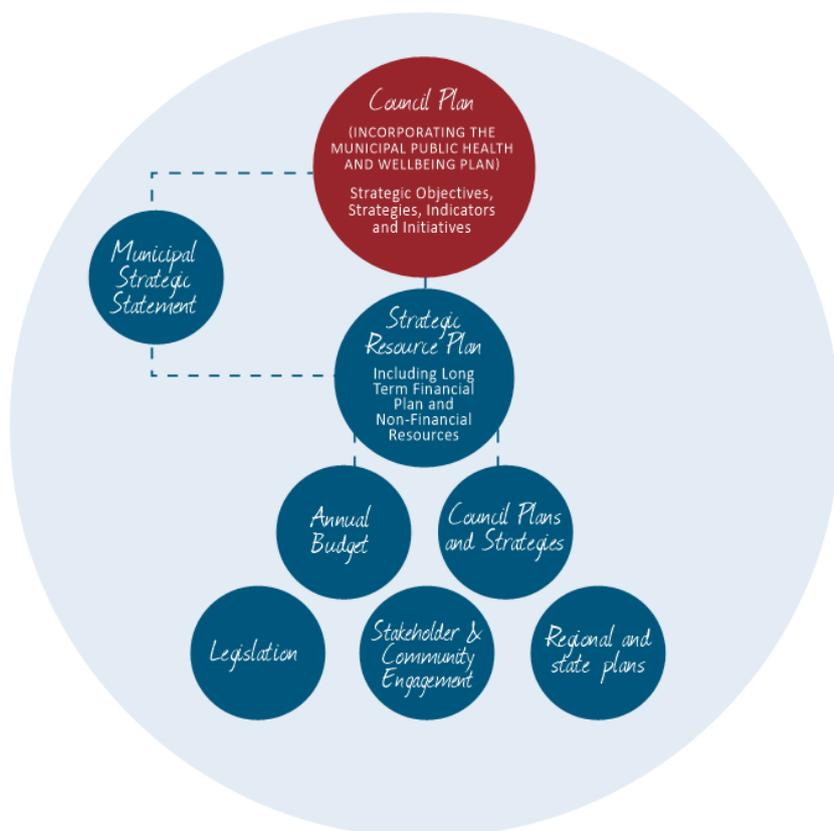 Council Plan
(INCORPORATING THE
MUNICIPAL PUBLIC HEALTH
AND WELLBEING PLAN)
Strategic Objectives,
Strategies, Indicators
and Initiatives
Municipal
Strategic
Statement
Strategic
Resource Plan
Including Long
Term Financial
Plan and
Non-Financial
Resources
Annual
Budget
Council Plans
and Strategies
Legislation
Stakeholder &
Community
Engagement
Regional and
state plans